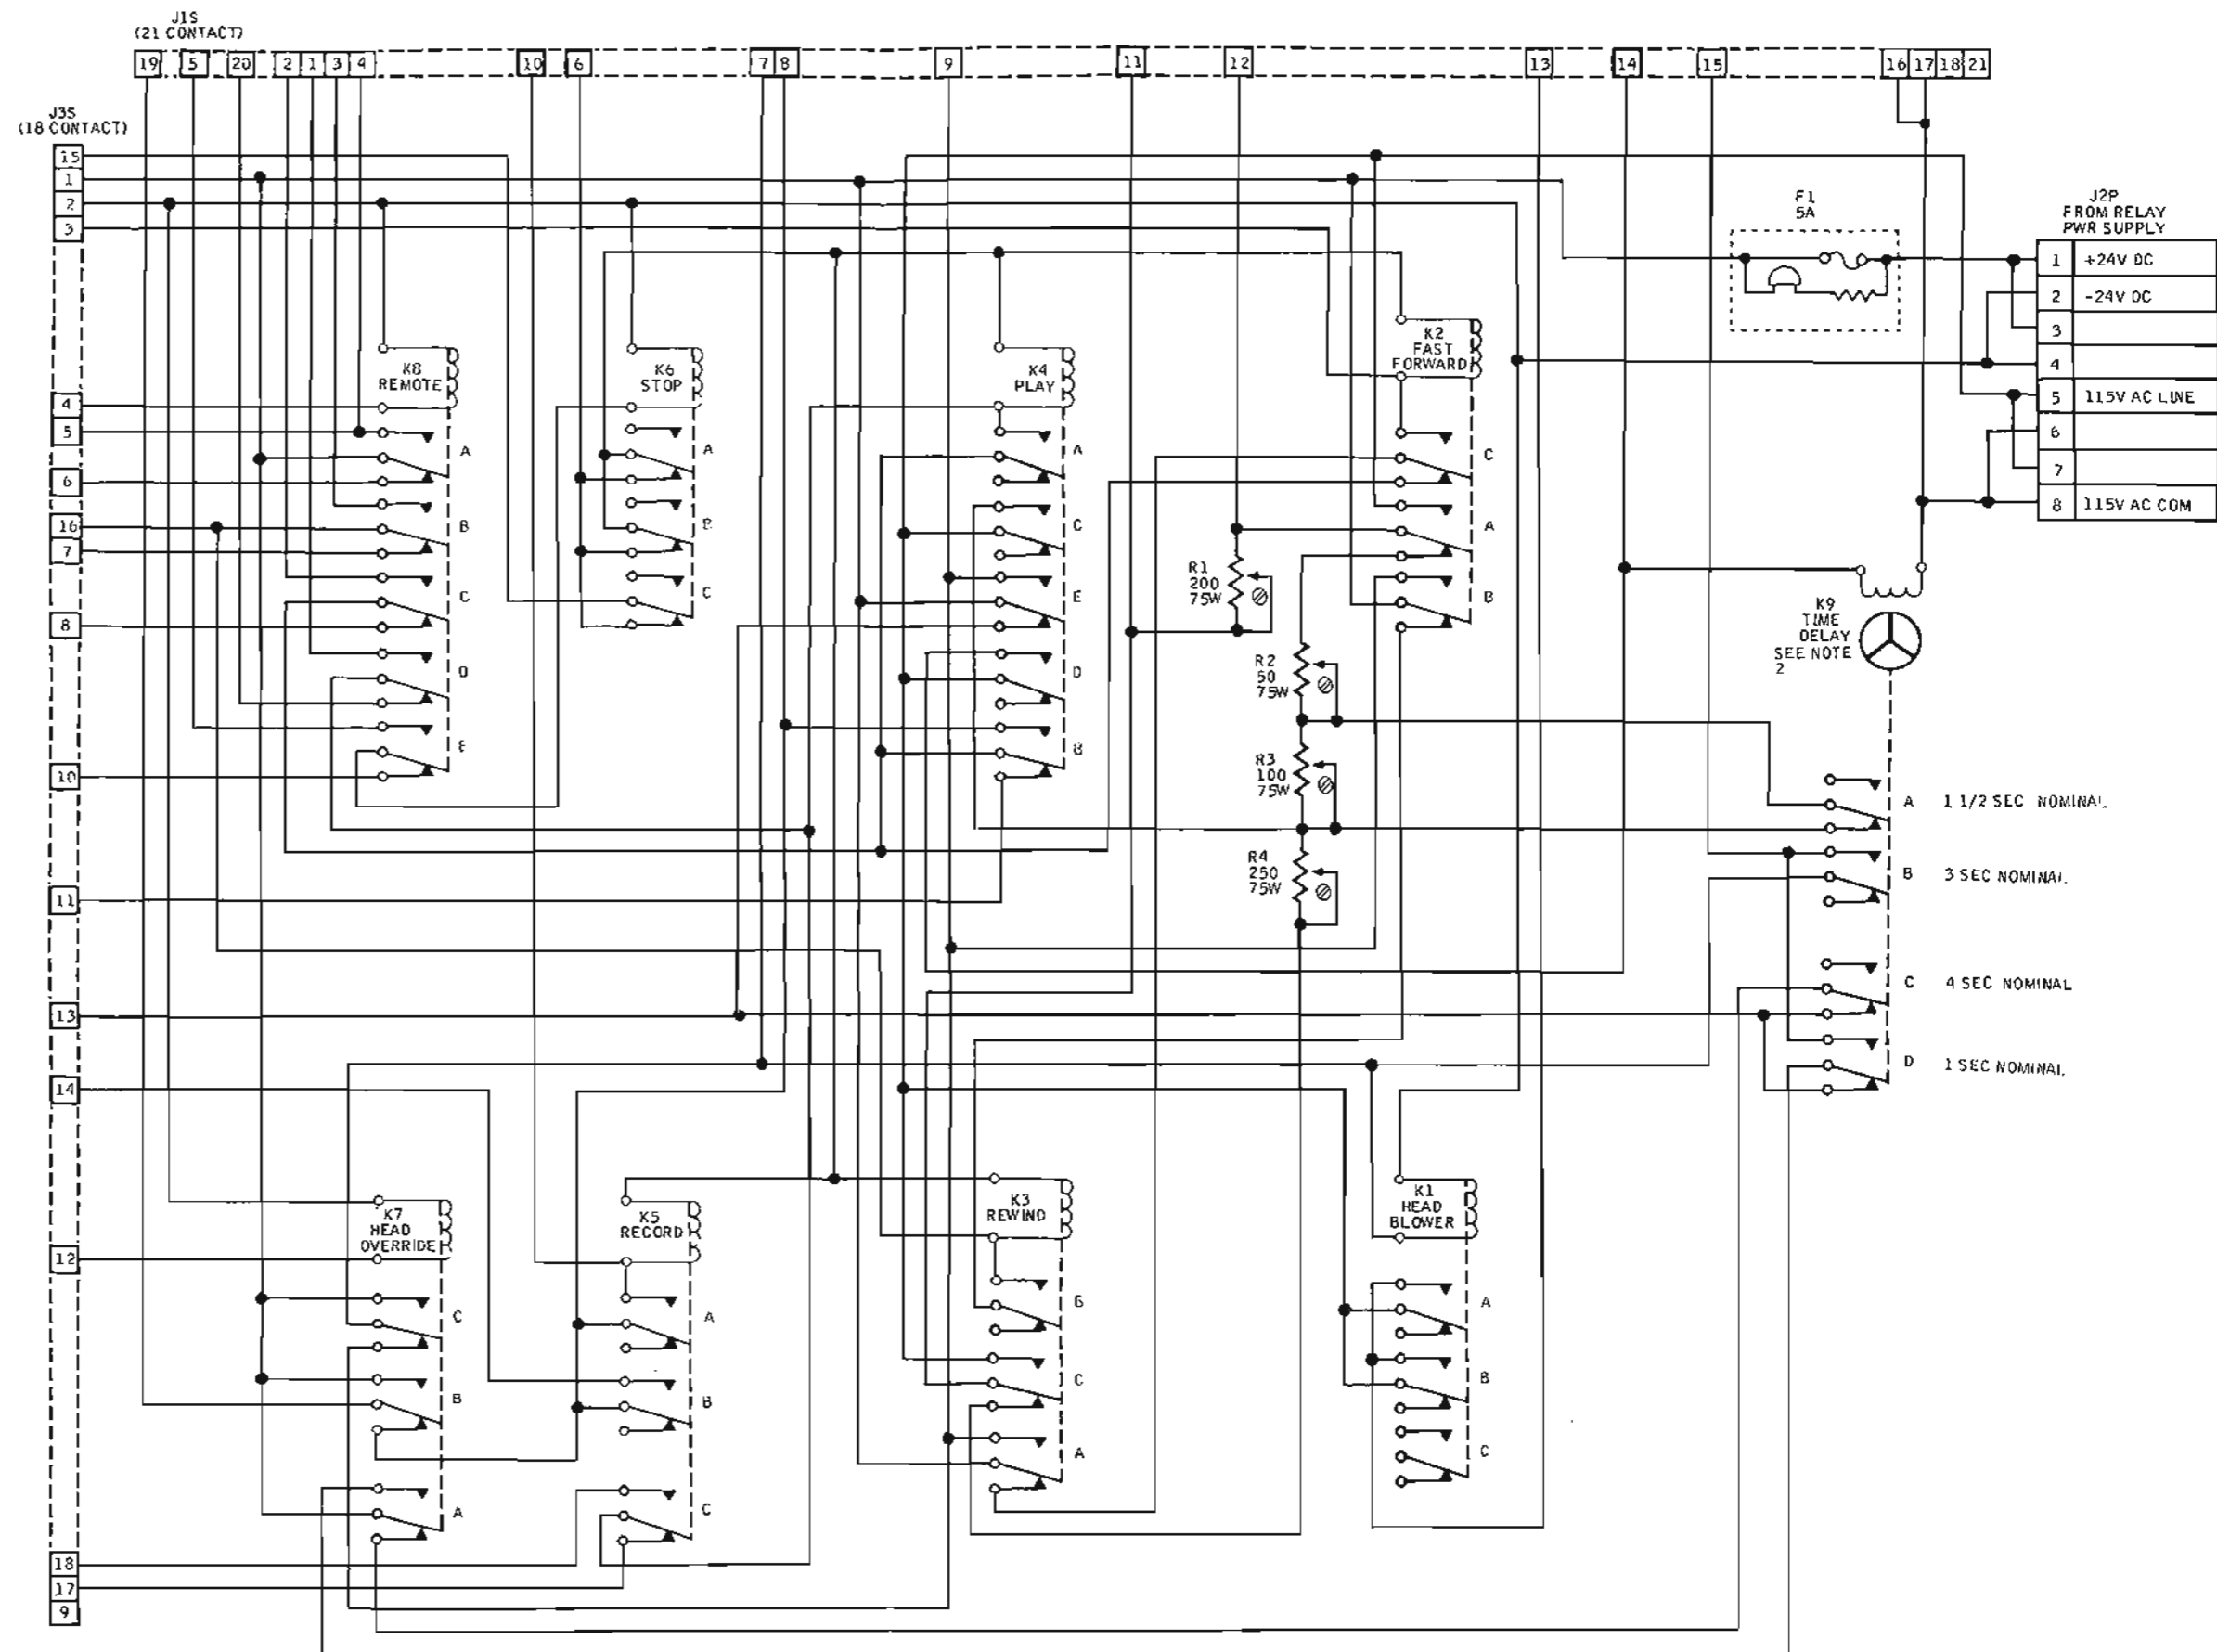 J1S
(21 CONTACT)
19 5 20 2 1 3 4 10 6 7 8 9 11 12 13 14 15 16 17 18 21
J3S
(18 CONTACT)
15
1
2
3
4
5
6
16
7
8
10
11
13
14
12
18
17
9
F1
5A
J2P
FROM RELAY
PWR SUPPLY
1 +24V DC
2 -24V DC
3
4
5 115V AC LINE
6
7
8 115V AC COM
K8
REMOTE
A
B
C
D
E
K6
STOP
A
B
C
K4
PLAY
A
C
E
D
B
K2
FAST
FORWARD
C
A
B
R1
200
75W
R2
50
75W
R3
100
75W
R4
250
75W
K9
TIME
DELAY
SEE NOTE
2
A 1 1/2 SEC NOMINAL
B 3 SEC NOMINAL
C 4 SEC NOMINAL
D 1 SEC NOMINAL
K7
HEAD
OVERRIDE
C
B
A
K5
RECORD
A
B
C
K3
REWIND
B
C
A
K1
HEAD
BLOWER
A
B
C